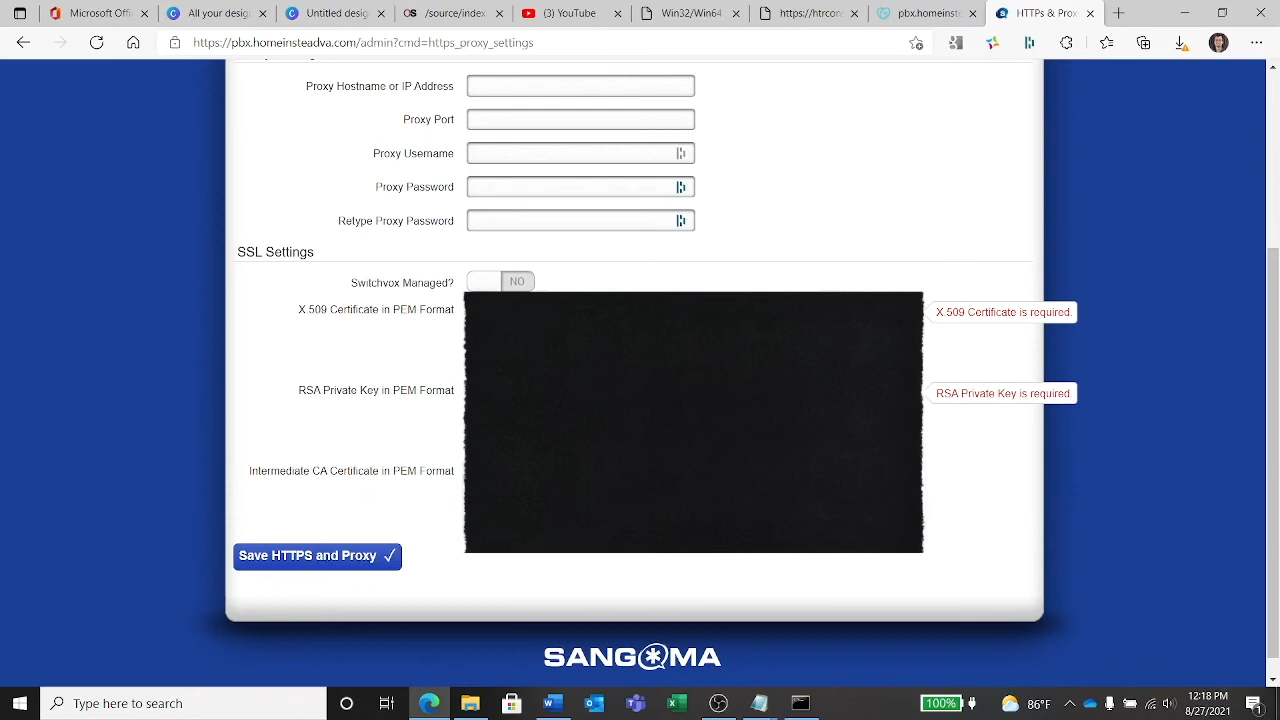 Microsoft Offi
All your design
Untitled design
OS /source/index
(3) YouTube
Win32/Win64
https://htrcon
pbx.homeinst
HTTPs & Prox
https://pbx.homeinsteadva.com/admin?cmd=https_proxy_settings
Proxy Hostname or IP Address
Proxy Port
Proxy Username
Proxy Password
Retype Proxy Password
SSL Settings
Switchvox Managed? NO
X 509 Certificate in PEM Format
X 509 Certificate is required.
RSA Private Key in PEM Format
RSA Private Key is required.
Intermediate CA Certificate in PEM Format
Save HTTPS and Proxy ✓
SANGOMA
Type here to search
100%
86°F
12:18 PM
8/27/2021